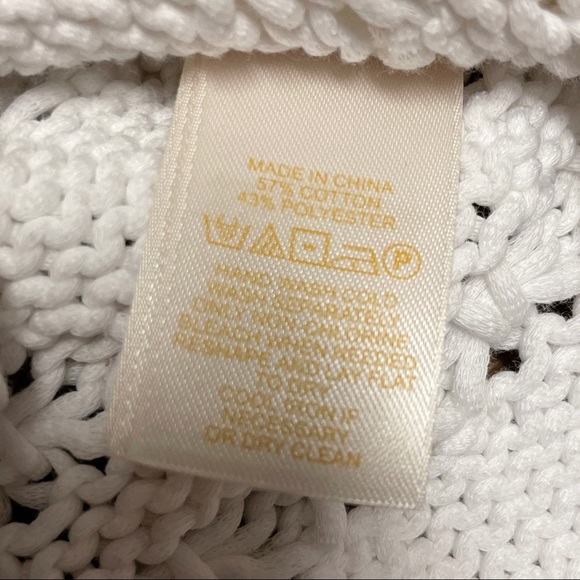 MADE IN CHINA
57% COTTON
43% POLYESTER
P
HAND WASH COLD
WASH SEPARATELY
ONLY NON-CHLORINE
BLEACH WHEN NEEDED
RESHAPE AND LAY FLAT
TO DRY
COOL IRON IF
NECESSARY
OR DRY CLEAN